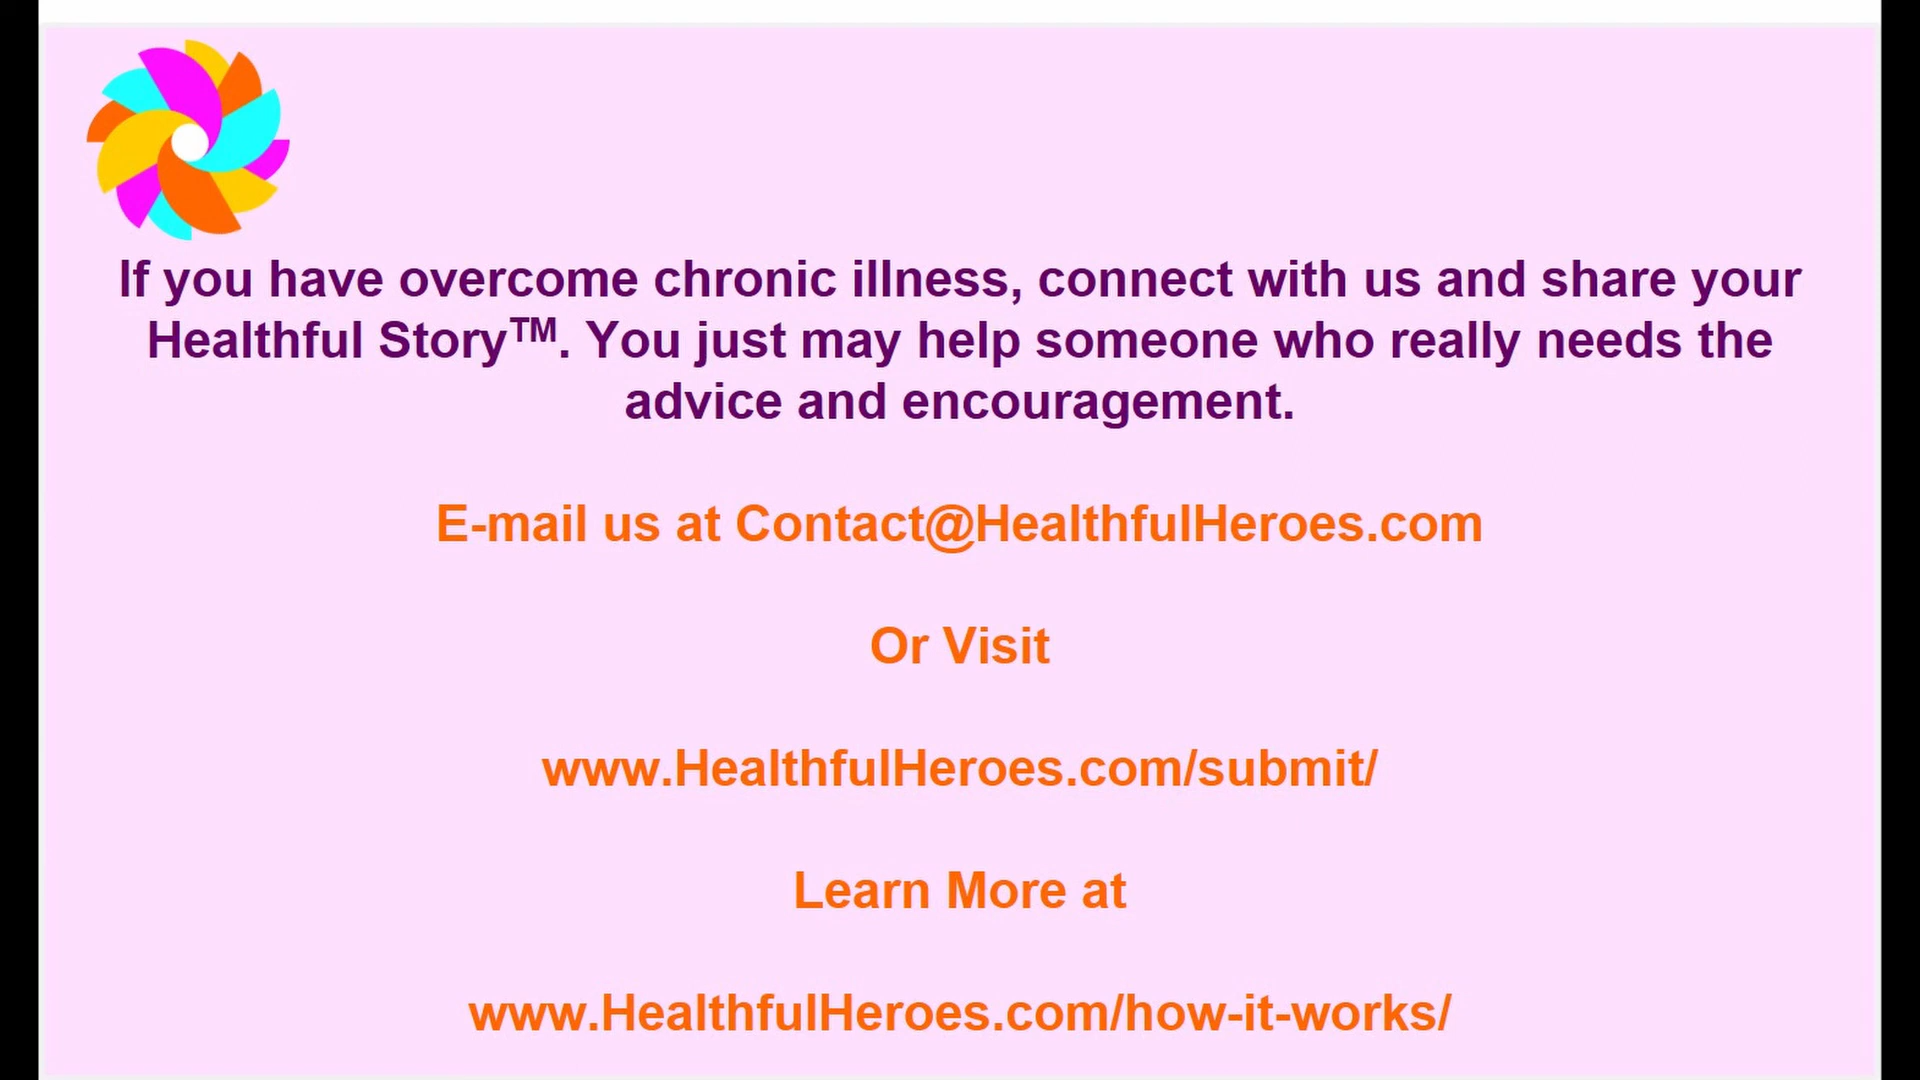 If you have overcome chronic illness, connect with us and share your
Healthful Story™. You just may help someone who really needs the
advice and encouragement.
E-mail us at Contact@HealthfulHeroes.com
Or Visit
www.HealthfulHeroes.com/submit/
Learn More at
www.HealthfulHeroes.com/how-it-works/